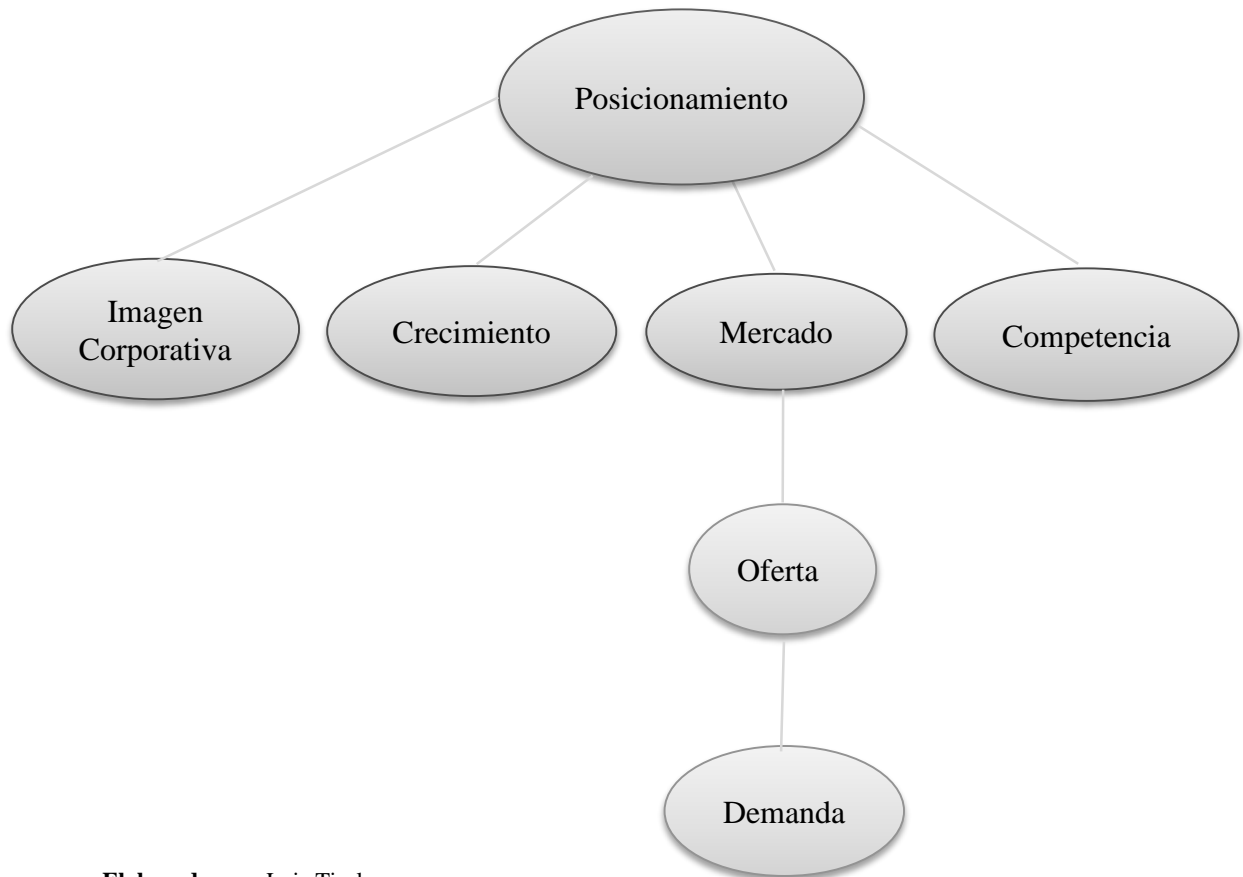 Posicionamiento
Imagen
Corporativa
Crecimiento
Mercado
Competencia
Oferta
Demanda